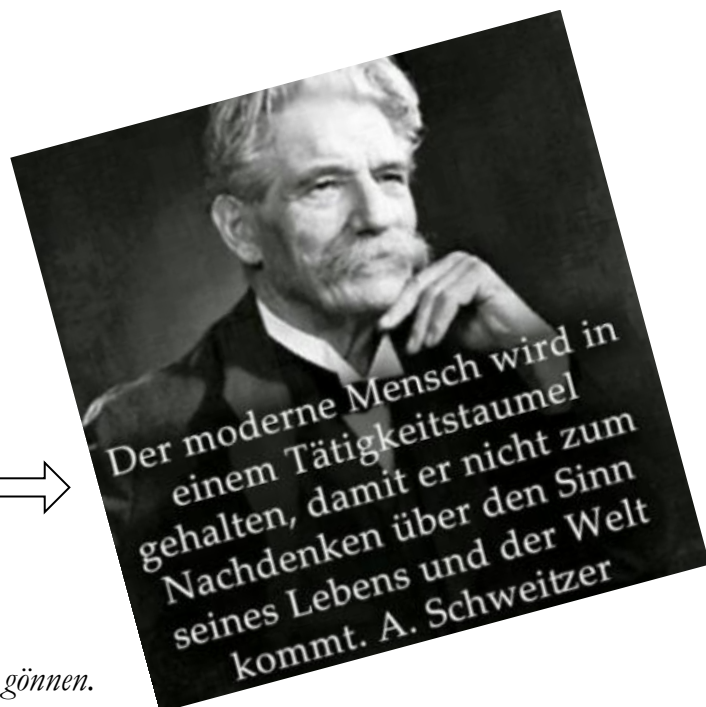 Der moderne Mensch wird in
einem Tätigkeitstaumel
gehalten, damit er nicht zum
Nachdenken über den Sinn
seines Lebens und der Welt
kommt. A. Schweitzer
gönnen.